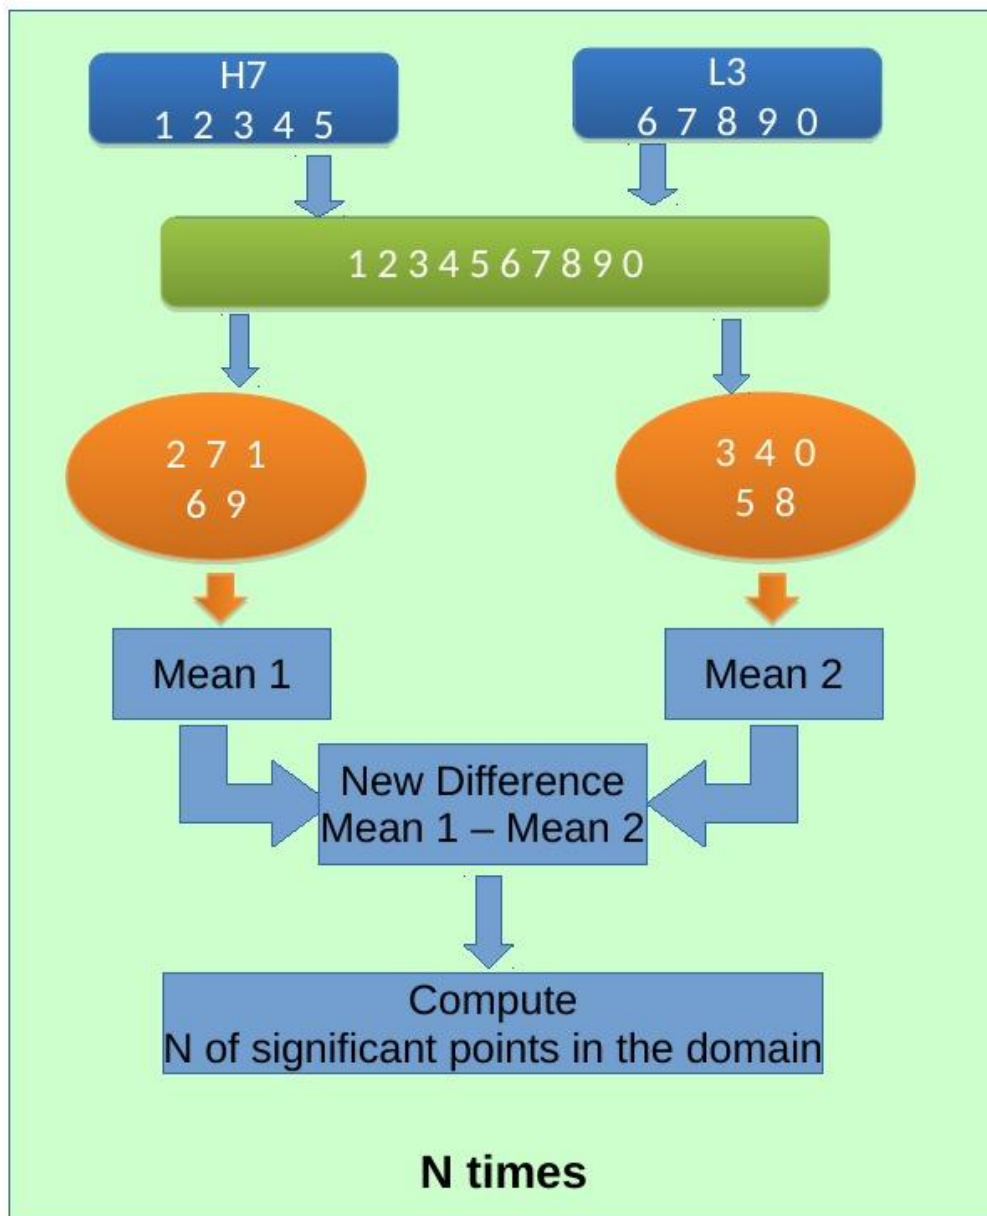 H7
1 2 3 4 5
L3
6 7 8 9 0
1 2 3 4 5 6 7 8 9 0
2 7 1
6 9
3 4 0
5 8
Mean 1
Mean 2
New Difference
Mean 1 – Mean 2
Compute
N of significant points in the domain
N times